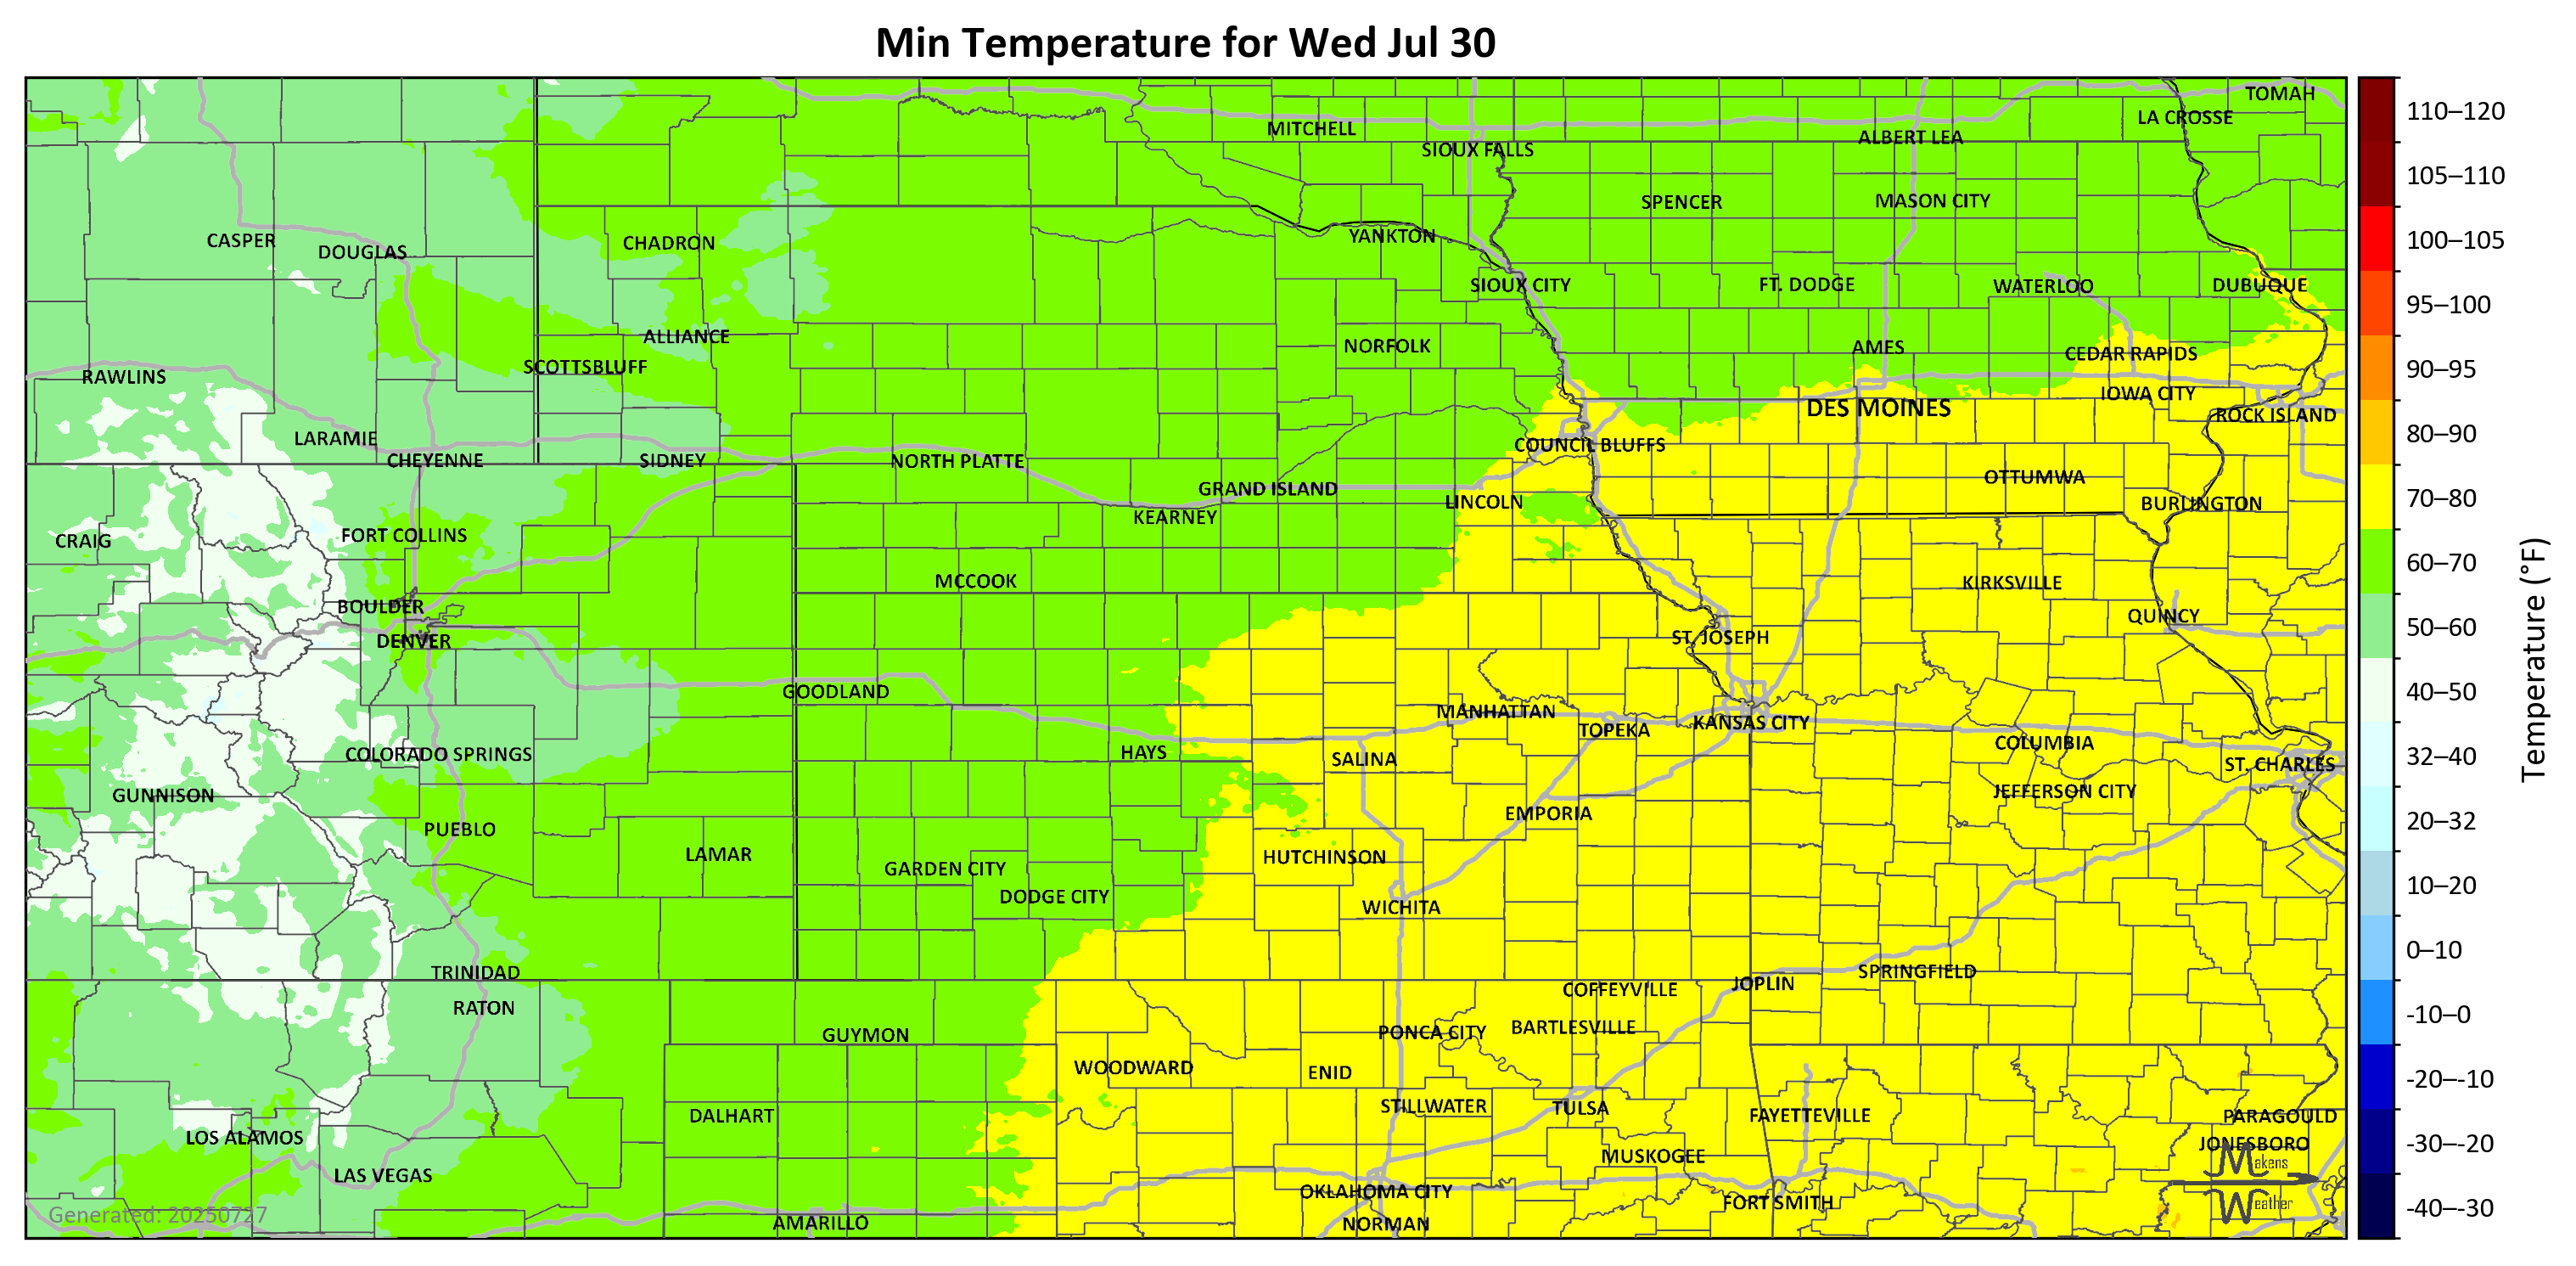 Min Temperature for Wed Jul 30
TOMAH
LA CROSSE
MITCHELL
ALBERT LEA
SIOUX FALLS
SPENCER
MASON CITY
CASPER
DOUGLAS
CHADRON
YANKTON
SIOUX CITY
FT. DODGE
WATERLOO
DUBUQUE
ALLIANCE
NORFOLK
AMES
CEDAR RAPIDS
SCOTTSBLUFF
RAWLINS
IOWA CITY
DES MOINES
ROCK ISLAND
LARAMIE
COUNCIL BLUFFS
CHEYENNE
SIDNEY
NORTH PLATTE
OTTUMWA
GRAND ISLAND
LINCOLN
BURLINGTON
KEARNEY
FORT COLLINS
CRAIG
MCCOOK
KIRKSVILLE
BOULDER
QUINCY
DENVER
ST. JOSEPH
GOODLAND
MANHATTAN
KANSAS CITY
TOPEKA
COLUMBIA
COLORADO SPRINGS
HAYS
SALINA
ST. CHARLES
GUNNISON
JEFFERSON CITY
EMPORIA
PUEBLO
LAMAR
HUTCHINSON
GARDEN CITY
DODGE CITY
WICHITA
TRINIDAD
SPRINGFIELD
JOPLIN
COFFEYVILLE
RATON
GUYMON
PONCA CITY
BARTLESVILLE
WOODWARD
ENID
STILLWATER
TULSA
DALHART
FAYETTEVILLE
PARAGOULD
LOS ALAMOS
JONESBORO
MUSKOGEE
LAS VEGAS
OKLAHOMA CITY
FORT SMITH
AMARILLO
NORMAN
Makens
Weather
Generated: 20250727
110–120
105–110
100–105
95–100
90–95
80–90
70–80
60–70
50–60
40–50
32–40
20–32
10–20
0–10
-10–0
-20–-10
-30–-20
-40–-30
Temperature (°F)